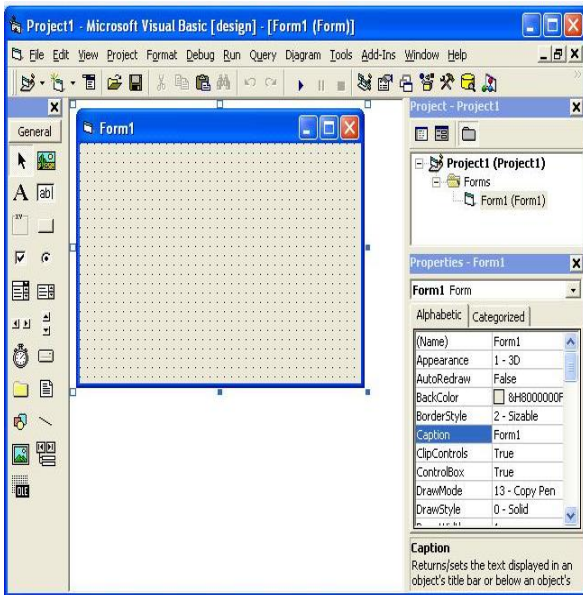 Project1 - Microsoft Visual Basic [design] - [Form1 (Form)]
File Edit View Project Format Debug Run Query Diagram Tools Add-Ins Window Help
General
A
ab
XV
OLE
Form1
Project - Project1
Project1 (Project1)
Forms
Form1 (Form1)
Properties - Form1
Form1 Form
Alphabetic Categorized
(Name) Form1
Appearance 1 - 3D
AutoRedraw False
BackColor &H8000000F
BorderStyle 2 - Sizable
Caption Form1
ClipControls True
ControlBox True
DrawMode 13 - Copy Pen
DrawStyle 0 - Solid
Caption
Returns/sets the text displayed in an
object's title bar or below an object's